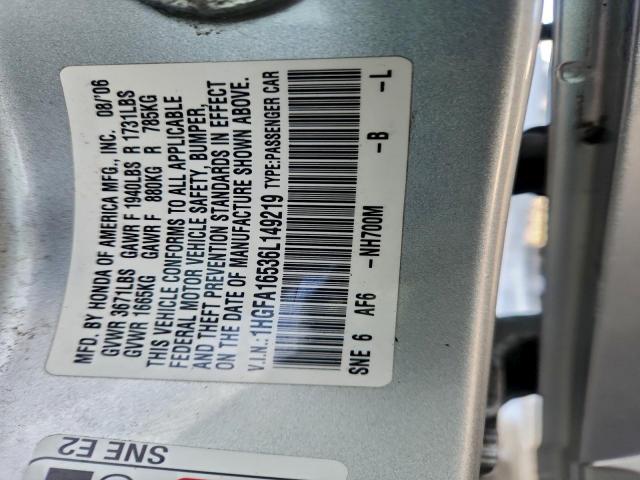 MFD. BY HONDA OF AMERICA MFG., INC. 08/'06
GVWR 3671LBS GAWR F 1940LBS R 1731LBS
GVWR 1665KG GAWR F 880KG R 785KG
THIS VEHICLE CONFORMS TO ALL APPLICABLE
FEDERAL MOTOR VEHICLE SAFETY, BUMPER,
AND THEFT PREVENTION STANDARDS IN EFFECT
ON THE DATE OF MANUFACTURE SHOWN ABOVE.
V.I.N.:1HGFA16536L149219 TYPE:PASSENGER CAR
SNE 6 AF6 -NH700M -B -L
SNE E2